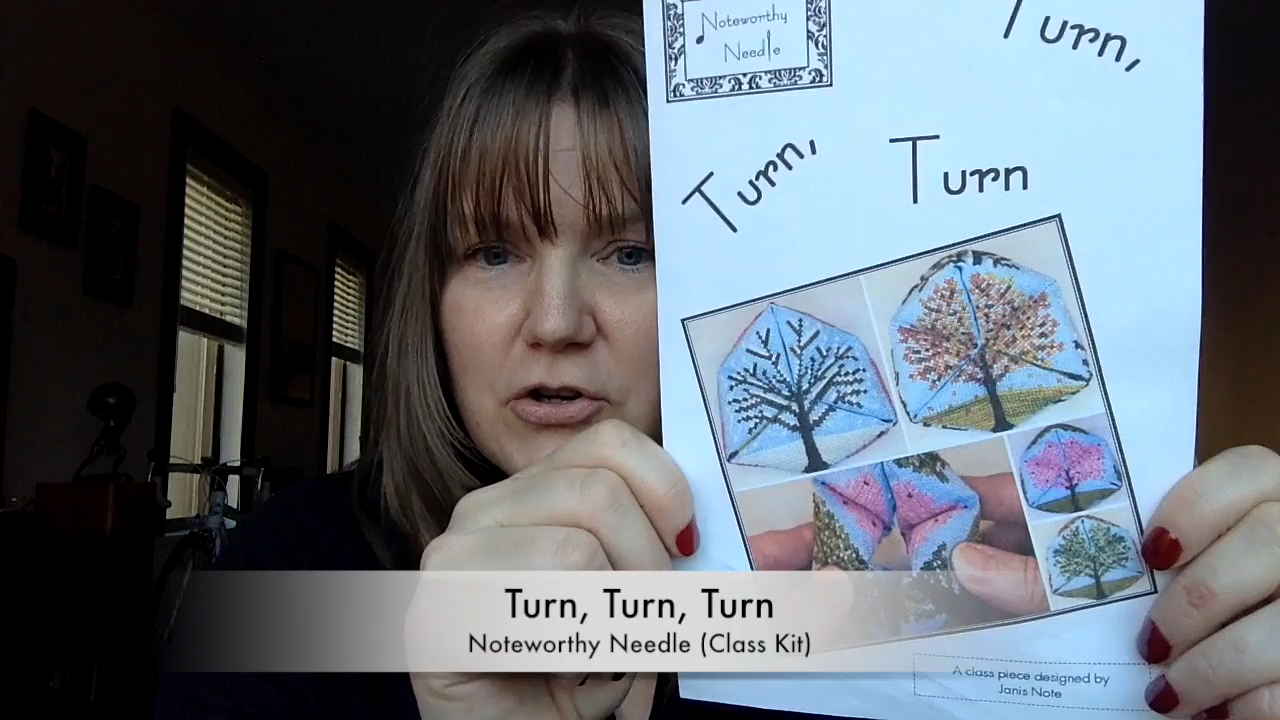 Noteworthy
Needle
Turn,
Turn,
Turn
Turn, Turn, Turn
Noteworthy Needle (Class Kit)
A class piece designed by
Janis Note